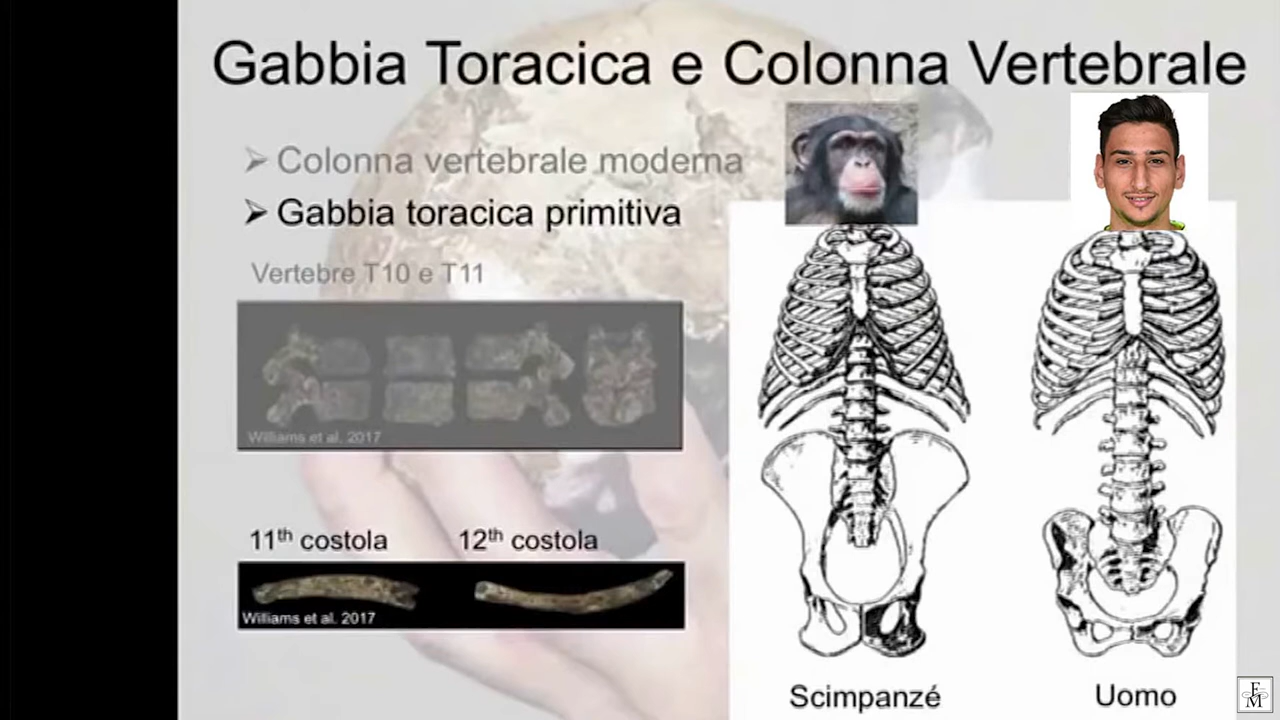 Gabbia Toracica e Colonna Vertebrale
➢ Colonna vertebrale moderna
➢ Gabbia toracica primitiva
Vertebre T10 e T11
Williams et al. 2017
11th costola
12th costola
Williams et al. 2017
Scimpanzé
Uomo
F
M